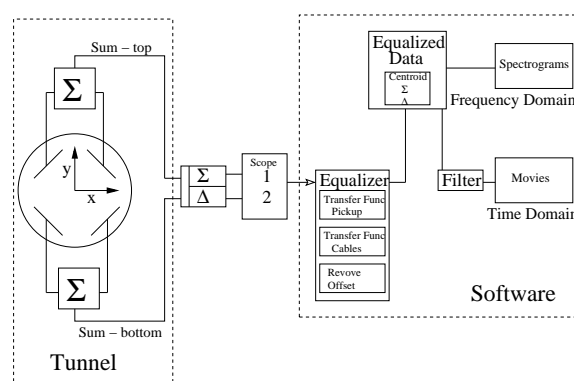 Sum – top
Σ
y
x
Σ
Sum – bottom
Tunnel
Σ
Δ
Scope
1
2
Equalizer
Transfer Func
Pickup
Transfer Func
Cables
Revove
Offset
Equalized
Data
Centroid
Σ
Δ
Spectrograms
Frequency Domain
Filter
Movies
Time Domain
Software